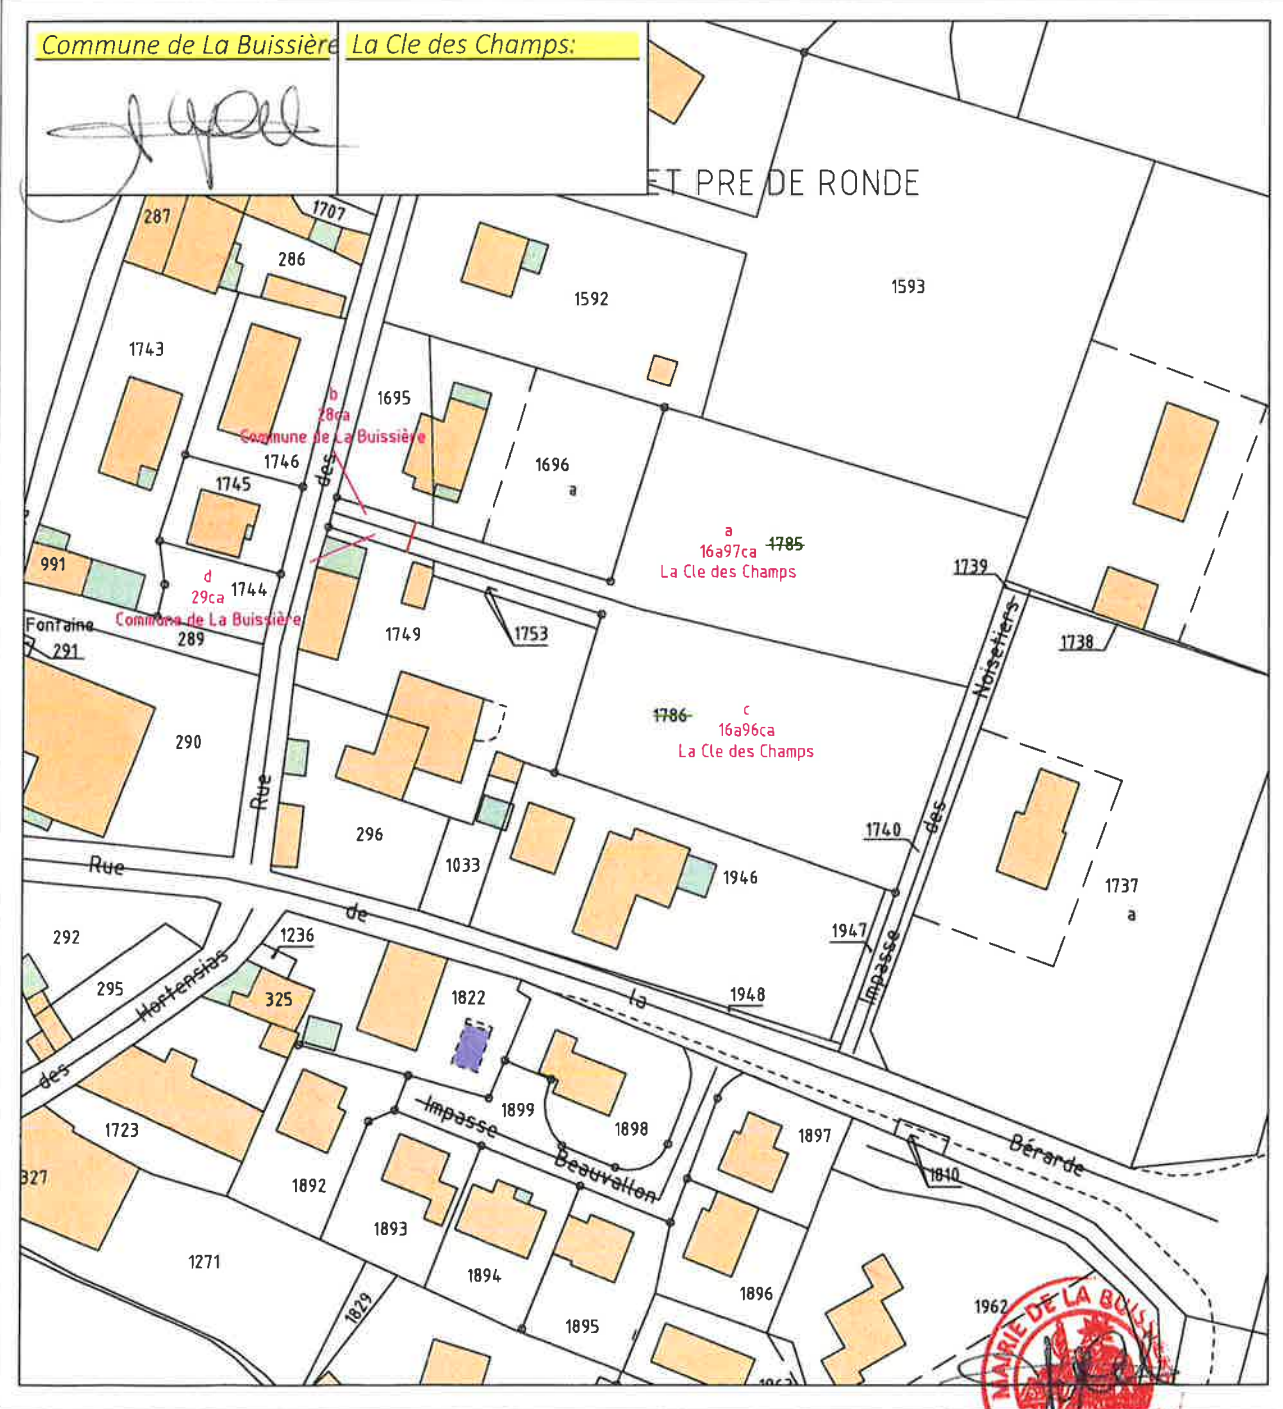 Commune de La Buissière
La Cle des Champs:
ET PRE DE RONDE
287
1707
286
1592
1593
1743
1695
b
28ca
Commune de La Buissière
1746
des
1745
1696
a
a
16a97ca
1785
La Cle des Champs
991
d
29ca
1744
Commune de La Buissière
Fontaine
289
291
1749
1753
1739
1738
Noisetiers
290
1786
c
16a96ca
La Cle des Champs
Rue
296
1033
1740
des
1946
1737
a
Rue
de
292
1236
1947
Impasse
295
Hortensias
325
1822
la
1948
des
1723
Impasse
1899
1898
1897
Beauvallon
Bérarde
1810
327
1892
1893
1271
1894
1896
1829
1895
1962
MAIRIE DE LA BUISSIÈRE